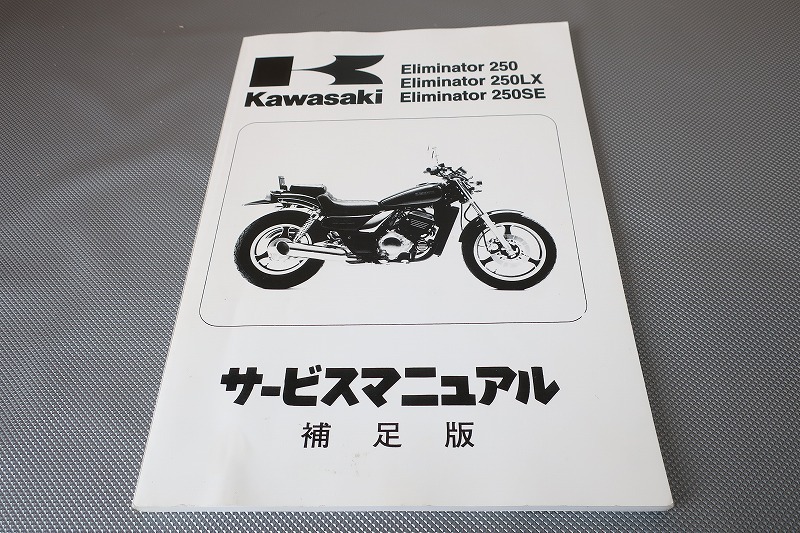 Kawasaki
Eliminator 250
Eliminator 250LX
Eliminator 250SE
サービスマニュアル
補足版